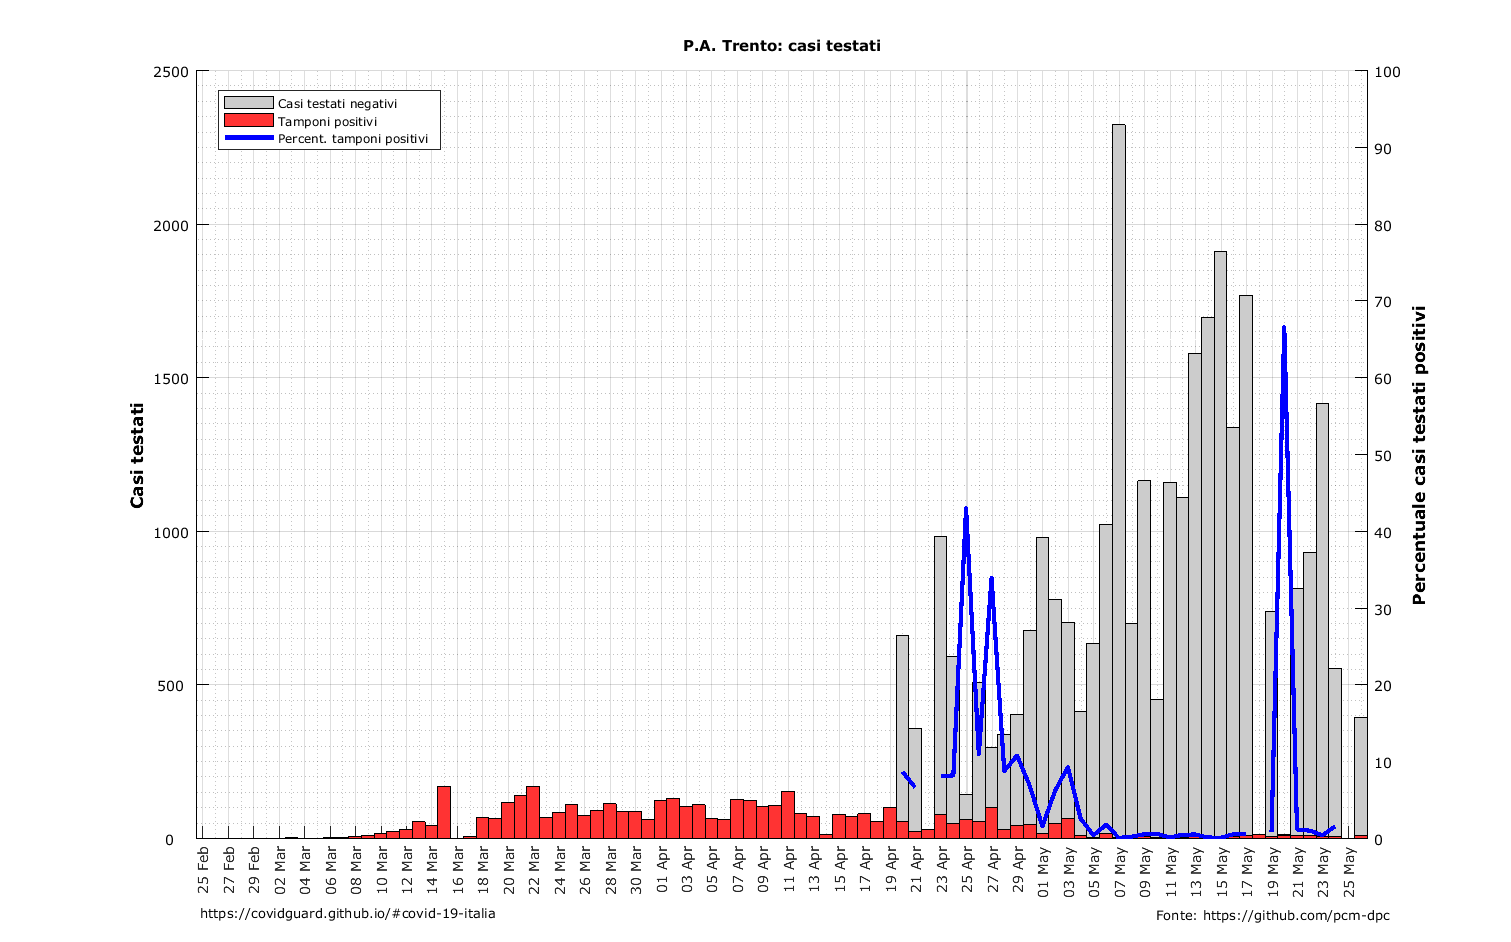 P.A. Trento: casi testati
Casi testati negativi
Tamponi positivi
Percent. tamponi positivi
Casi testati
2500
2000
1500
1000
500
0
100
90
80
70
60
50
40
30
20
10
0
Percentuale casi testati positivi
25 Feb
27 Feb
29 Feb
02 Mar
04 Mar
06 Mar
08 Mar
10 Mar
12 Mar
14 Mar
16 Mar
18 Mar
20 Mar
22 Mar
24 Mar
26 Mar
28 Mar
30 Mar
01 Apr
03 Apr
05 Apr
07 Apr
09 Apr
11 Apr
13 Apr
15 Apr
17 Apr
19 Apr
21 Apr
23 Apr
25 Apr
27 Apr
29 Apr
01 May
03 May
05 May
07 May
09 May
11 May
13 May
15 May
17 May
19 May
21 May
23 May
25 May
https://covidguard.github.io/#covid-19-italia
Fonte: https://github.com/pcm-dpc